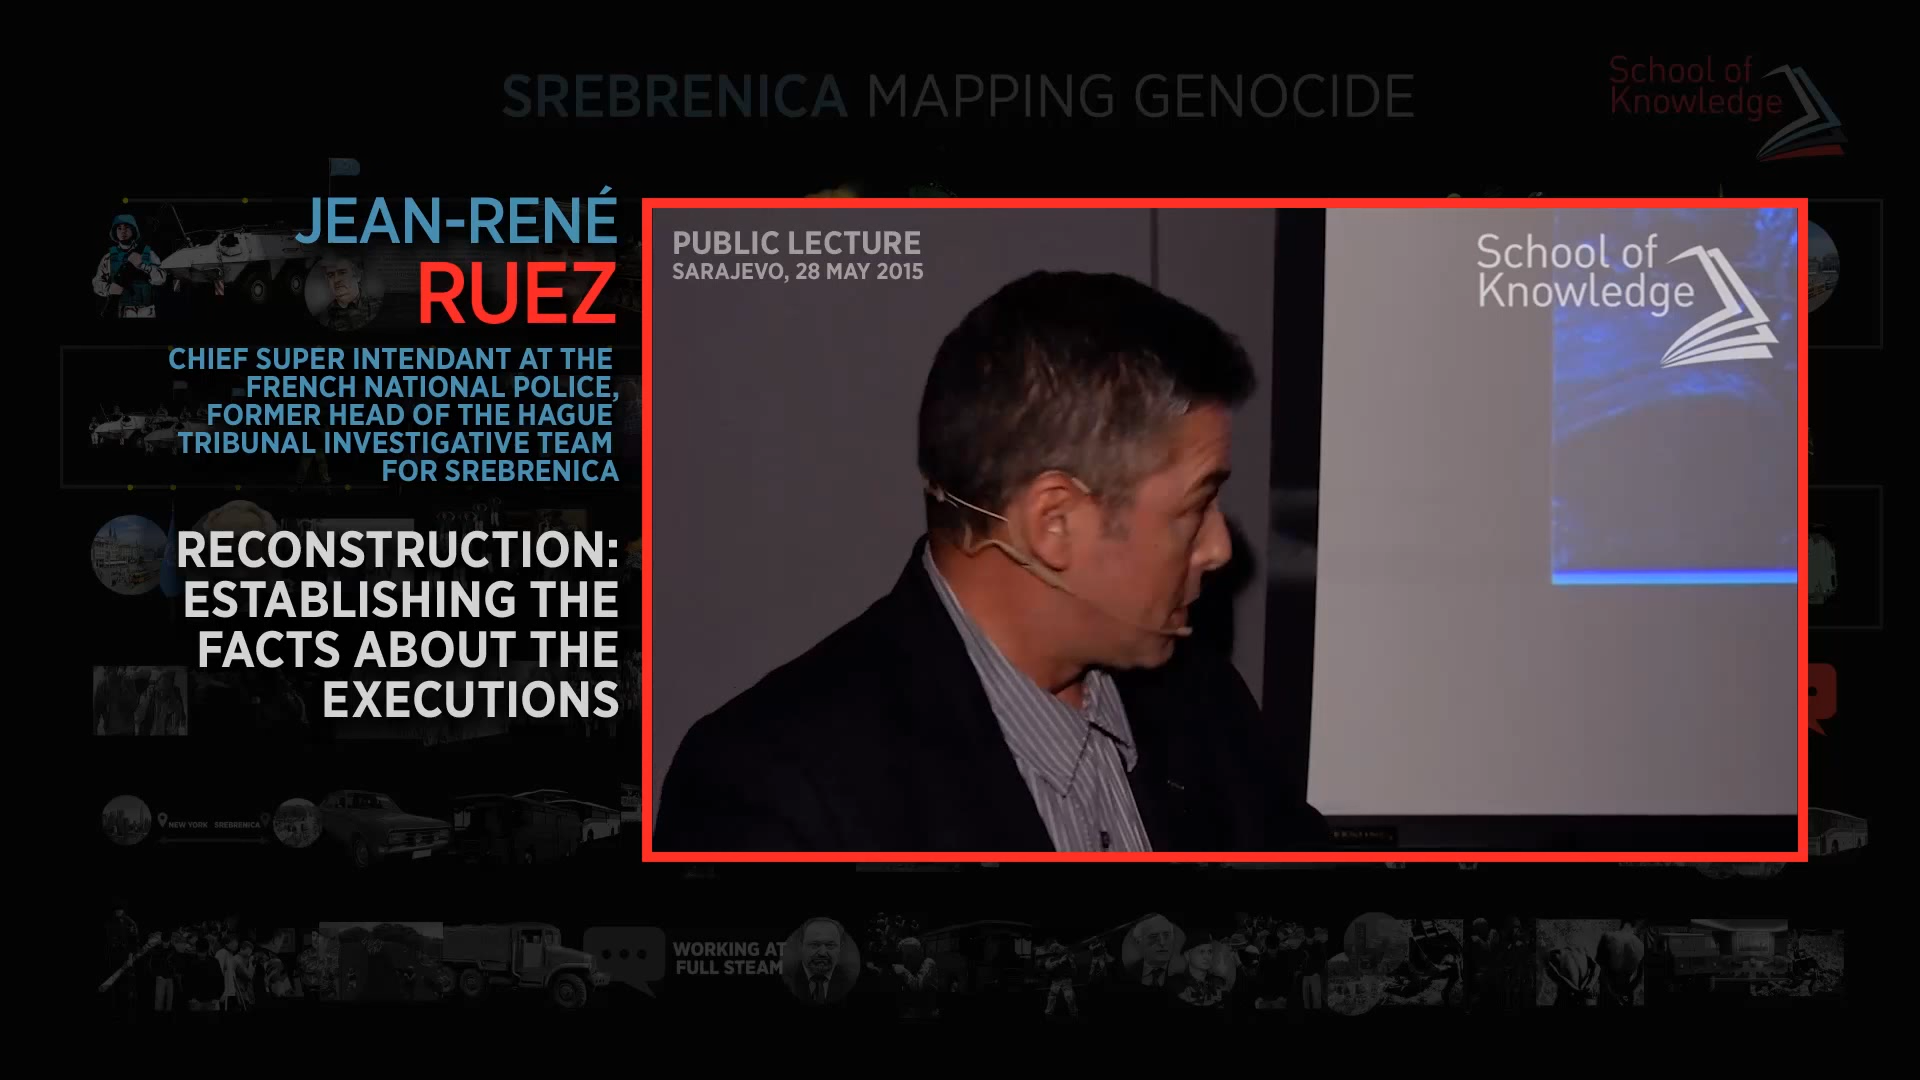 SREBRENICA MAPPING GENOCIDE
School of
Knowledge
JEAN-RENÉ
RUEZ
CHIEF SUPER INTENDANT AT THE
FRENCH NATIONAL POLICE,
FORMER HEAD OF THE HAGUE
TRIBUNAL INVESTIGATIVE TEAM
FOR SREBRENICA
RECONSTRUCTION:
ESTABLISHING THE
FACTS ABOUT THE
EXECUTIONS
PUBLIC LECTURE
SARAJEVO, 28 MAY 2015
School of
Knowledge
NEW YORK SREBRENICA
WORKING AT
FULL STEAM